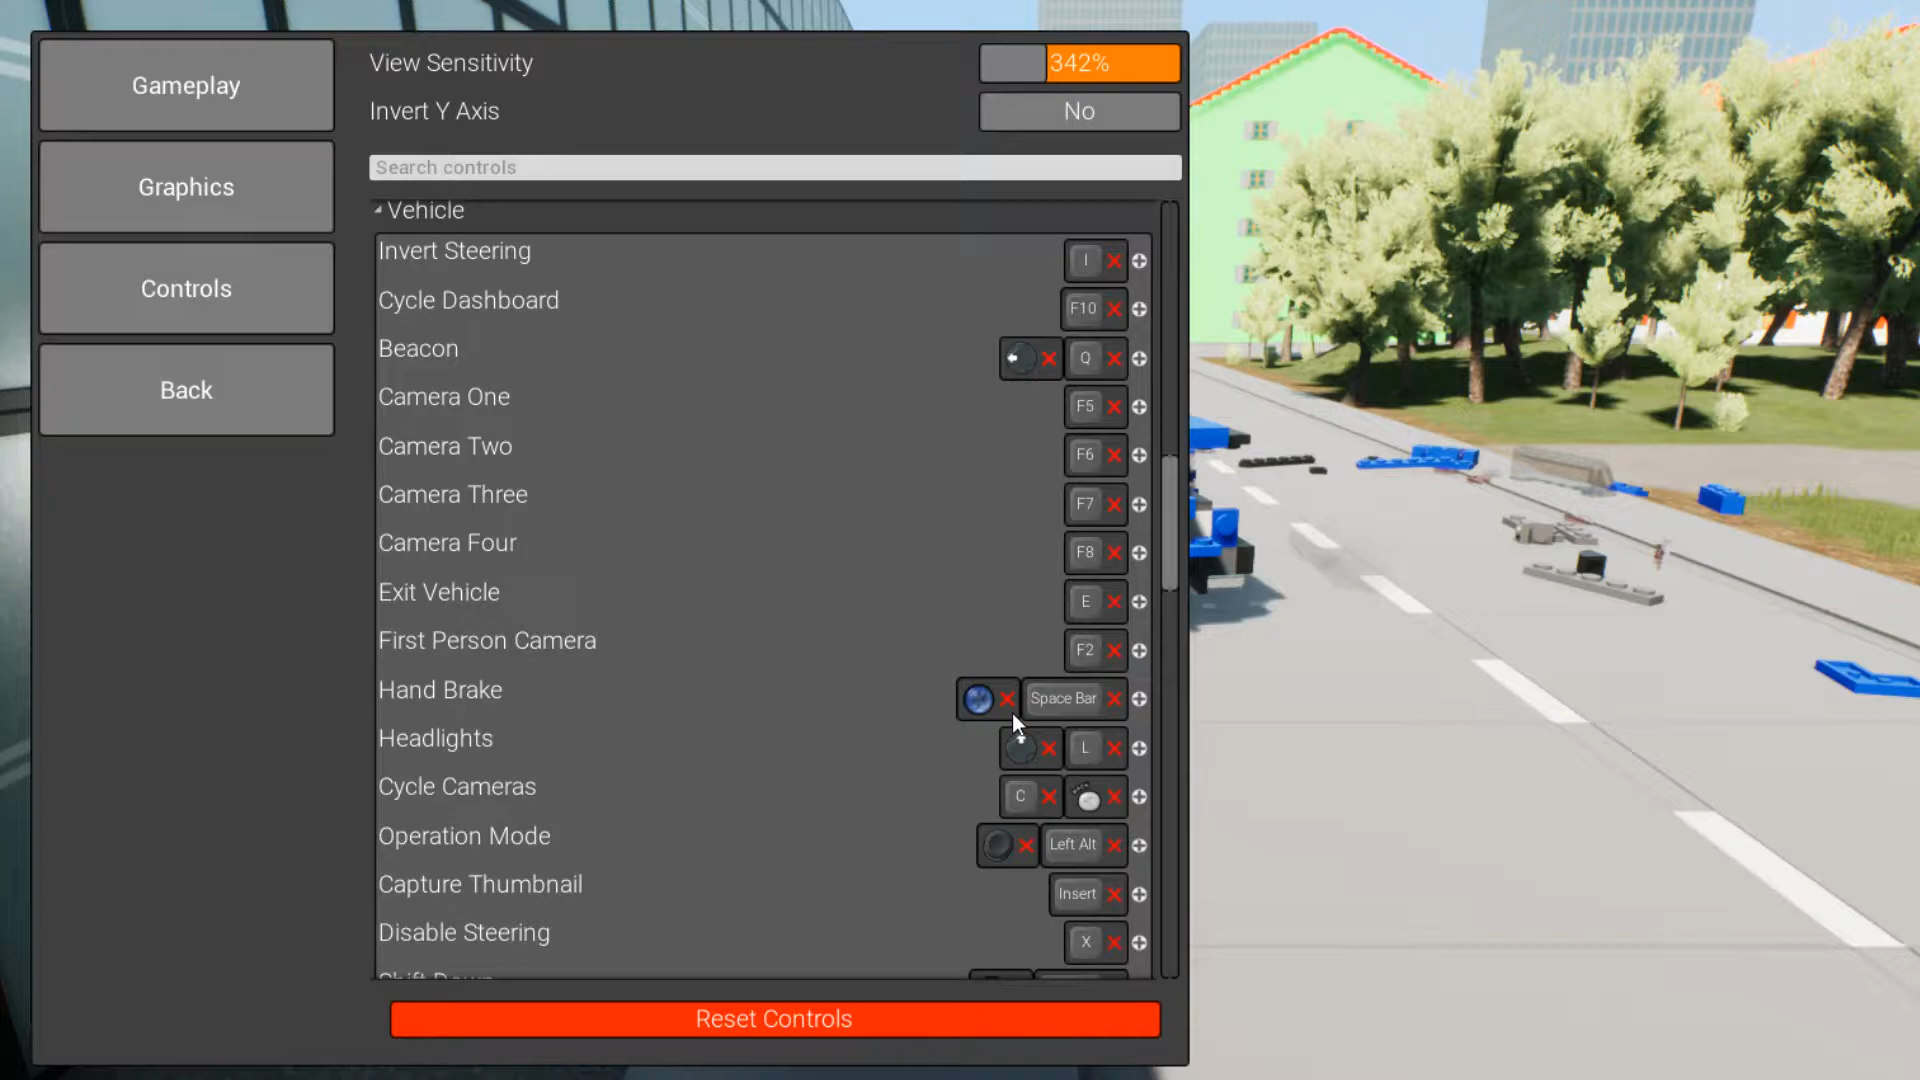 Gameplay
Graphics
Controls
Back
View Sensitivity 342%
Invert Y Axis No
Search controls
Vehicle
Invert Steering I
Cycle Dashboard F10
Beacon Q
Camera One F5
Camera Two F6
Camera Three F7
Camera Four F8
Exit Vehicle E
First Person Camera F2
Hand Brake Space Bar
Headlights L
Cycle Cameras C
Operation Mode Left Alt
Capture Thumbnail Insert
Disable Steering X
Shift Down
Reset Controls